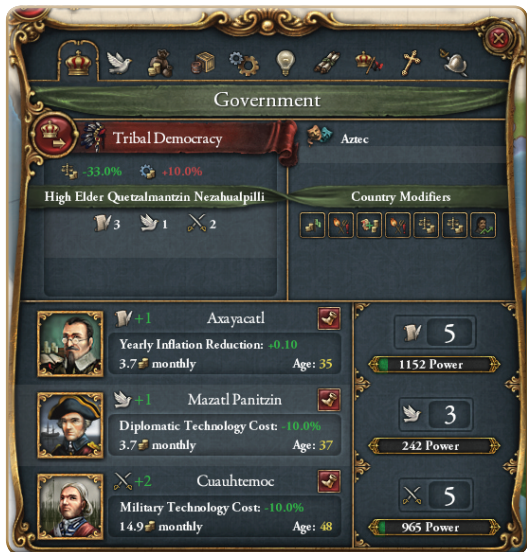 Government
Tribal Democracy
Aztec
-33.0% +10.0%
High Elder Quetzalmantzin Nezahualpilli
Country Modifiers
3 1 2
+1 Axayacatl
Yearly Inflation Reduction: +0.10
3.7 monthly Age: 35
5
1152 Power
+1 Mazatl Panitzin
Diplomatic Technology Cost: -10.0%
3.7 monthly Age: 37
3
242 Power
+2 Cuauhtemoc
Military Technology Cost: -10.0%
14.9 monthly Age: 48
5
965 Power